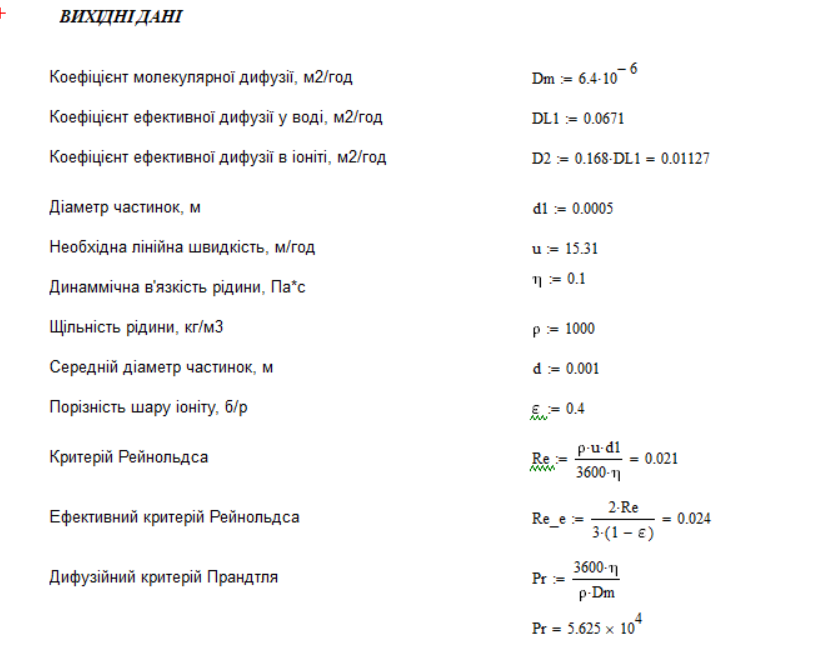 ВИХІДНІ ДАНІ
Коефіцієнт молекулярної дифузії, м2/год Dm := 6.4·10^−6
Коефіцієнт ефективної дифузії у воді, м2/год DL1 := 0.0671
Коефіцієнт ефективної дифузії в іоніті, м2/год D2 := 0.168·DL1 = 0.01127
Діаметр частинок, м d1 := 0.0005
Необхідна лінійна швидкість, м/год u := 15.31
Динаммічна в'язкість рідини, Па*с η := 0.1
Щільність рідини, кг/м3 ρ := 1000
Середній діаметр частинок, м d := 0.001
Порізність шару іоніту, б/р ε := 0.4
Критерій Рейнольдса Re := ρ·u·d1 / 3600·η = 0.021
Ефективний критерій Рейнольдса Re_e := 2·Re / 3·(1 − ε) = 0.024
Дифузійний критерій Прандтля Pr := 3600·η / ρ·Dm
Pr = 5.625 × 10^4